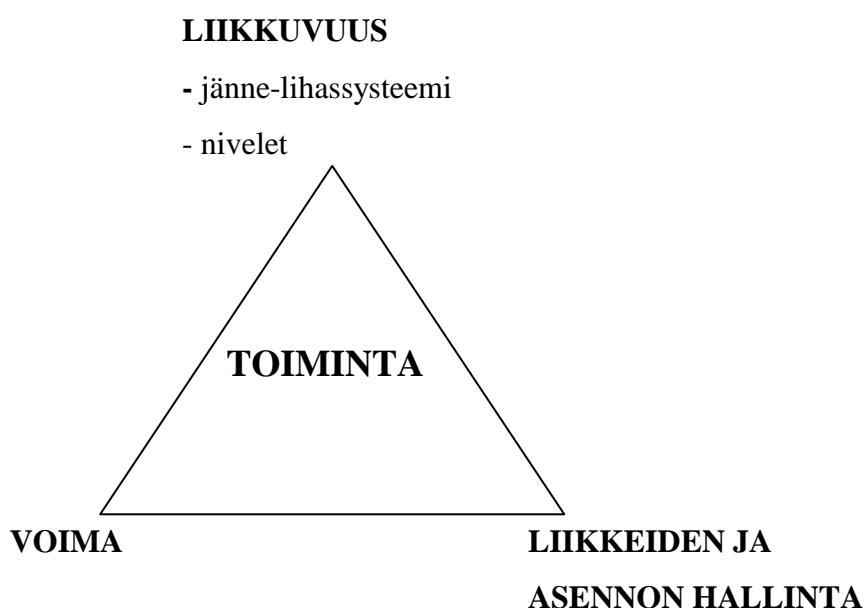 LIIKKUVUUS
- jänne-lihassysteemi
- nivelet
TOIMINTA
VOIMA
LIIKKEIDEN JA
ASENNON HALLINTA